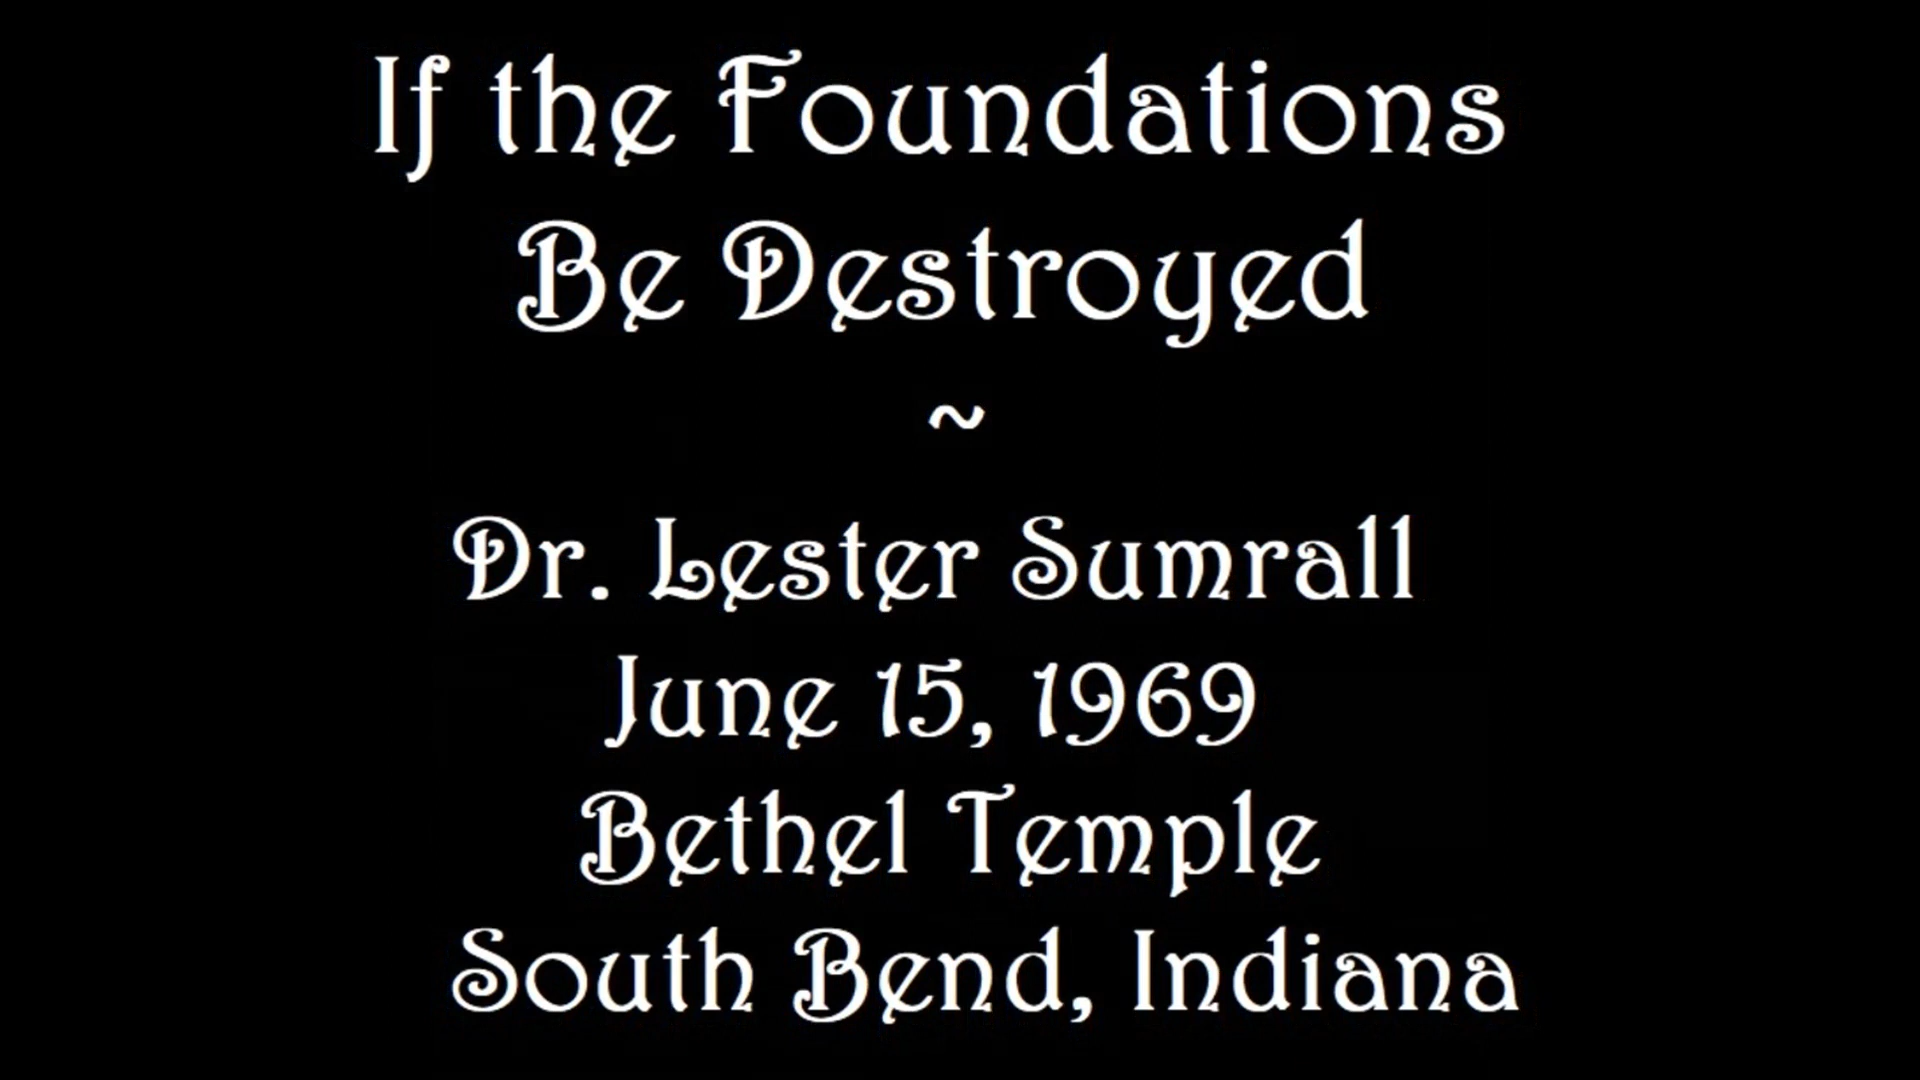 If the Foundations
Be Destroyed
~
Dr. Lester Sumrall
June 15, 1969
Bethel Temple
South Bend, Indiana